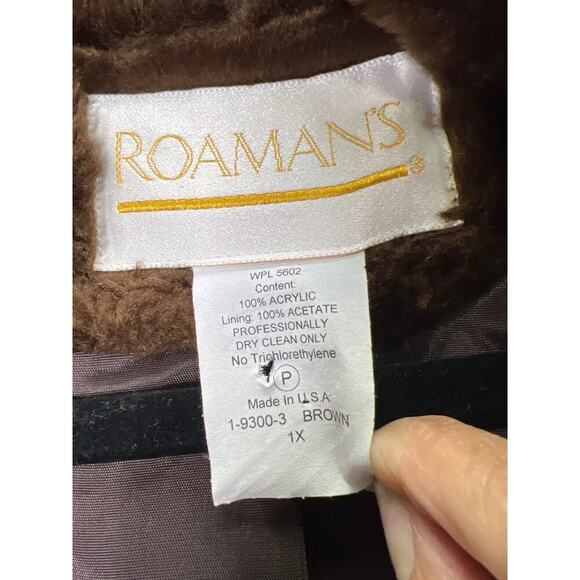 ROAMAN'S®
WPL 5602
Content:
100% ACRYLIC
Lining: 100% ACETATE
PROFESSIONALLY
DRY CLEAN ONLY
No Trichlorethylene
P
Made in U.S.A
1-9300-3 BROWN
1X